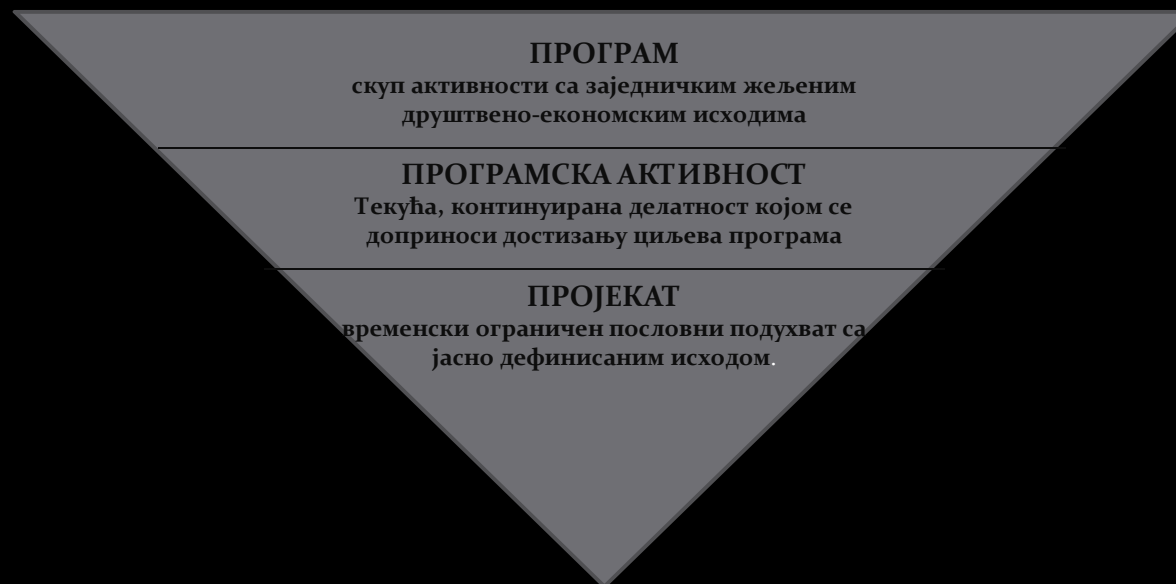 ПРОГРАМ
скуп активности са заједничким жељеним
друштвено-економским исходима
ПРОГРАМСКА АКТИВНОСТ
Текућа, континуирана делатност којом се
доприноси достизању циљева програма
ПРОЈЕКАТ
временски ограничен пословни подухват са
јасно дефинисаним исходом.